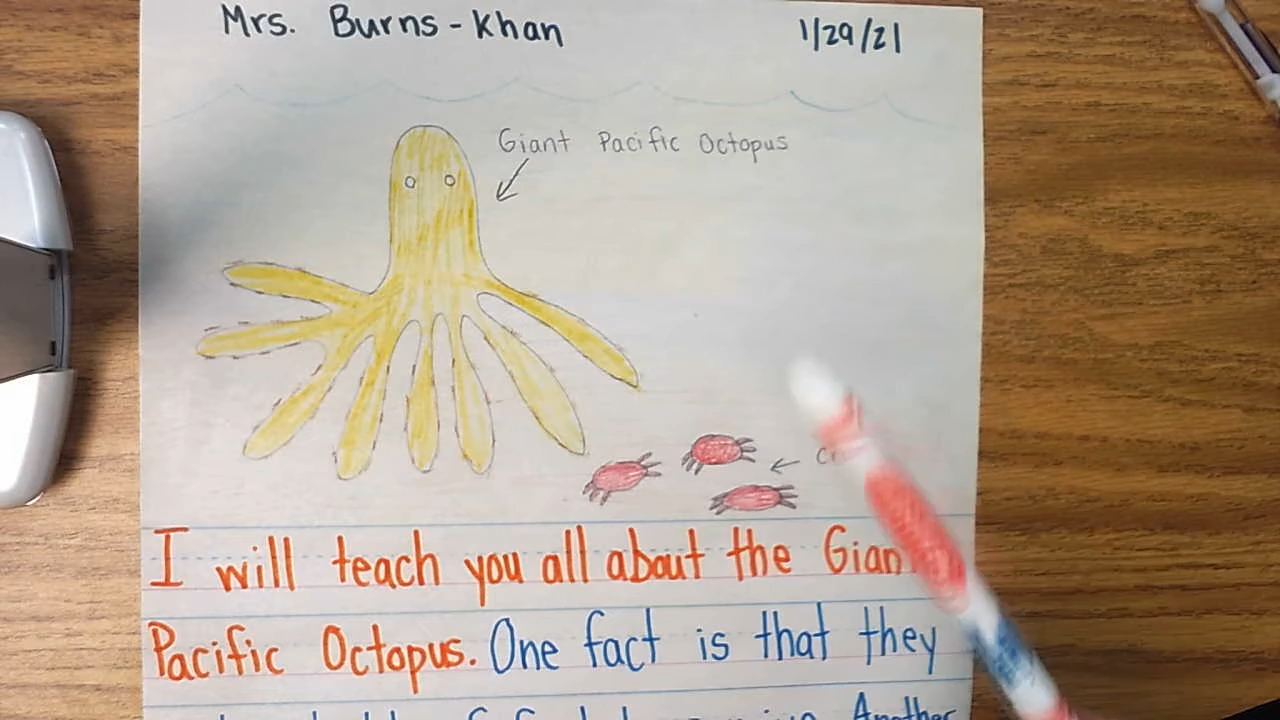 Mrs. Burns-Khan 1/29/21
Giant Pacific Octopus
I will teach you all about the
Pacific Octopus. One fact is that they
Another